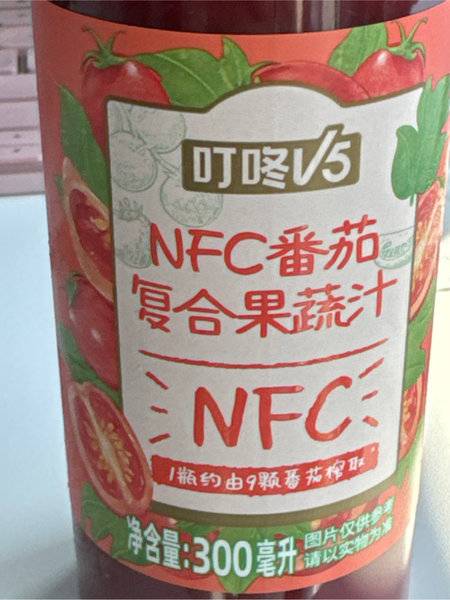 叮咚V5
NFC番茄
复合果蔬汁
NFC
1瓶约由9颗番茄榨取
净含量:300毫升
图片仅供参考
请以实物为准